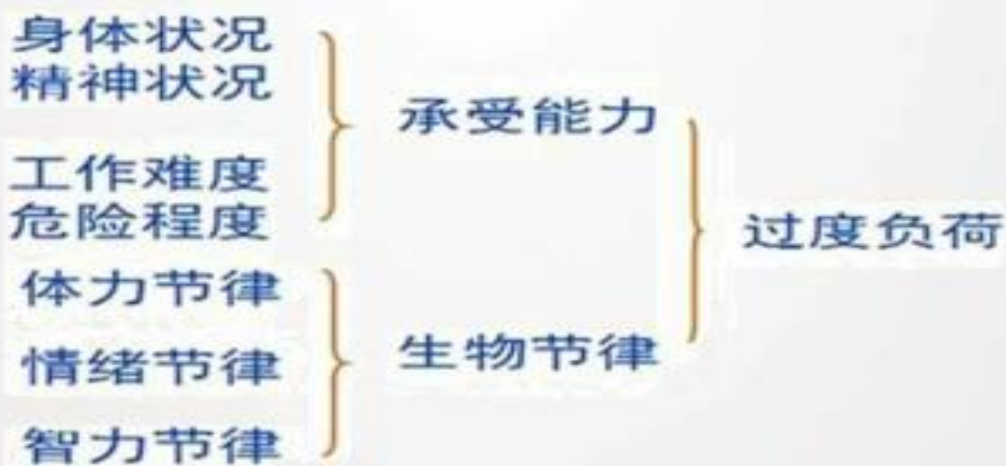 身体状况
精神状况
承受能力
工作难度
危险程度
过度负荷
体力节律
生物节律
情绪节律
智力节律